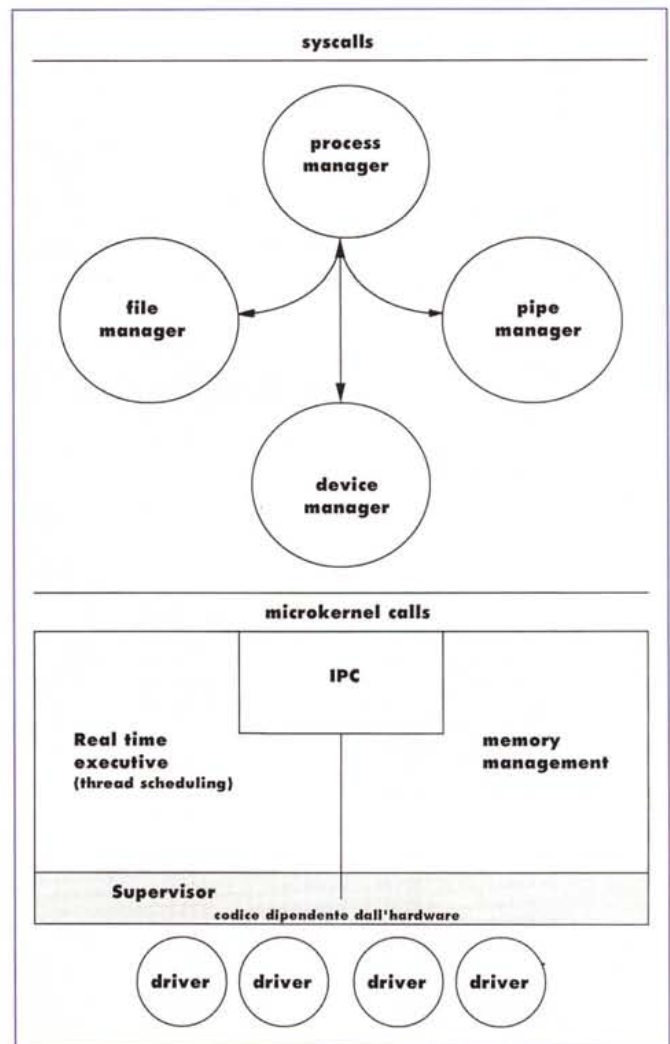 syscalls
process
manager
file
manager
pipe
manager
device
manager
microkernel calls
IPC
Real time
executive
(thread scheduling)
memory
management
Supervisor
codice dipendente dall'hardware
driver
driver
driver
driver